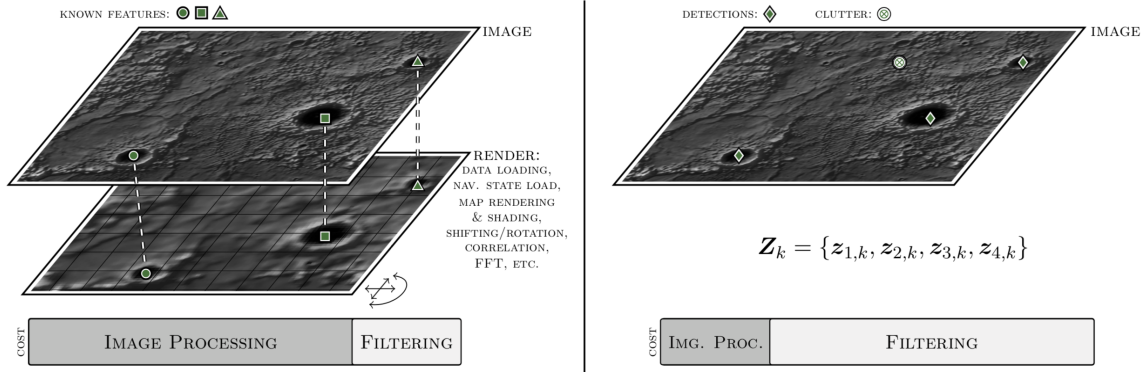 KNOWN FEATURES:
IMAGE
RENDER:
DATA LOADING,
NAV. STATE LOAD,
MAP RENDERING
& SHADING,
SHIFTING/ROTATION,
CORRELATION,
FFT, ETC.
COST
IMAGE PROCESSING
FILTERING
DETECTIONS:
CLUTTER:
IMAGE
Z_k = {z_{1,k}, z_{2,k}, z_{3,k}, z_{4,k}}
COST
IMG. PROC.
FILTERING